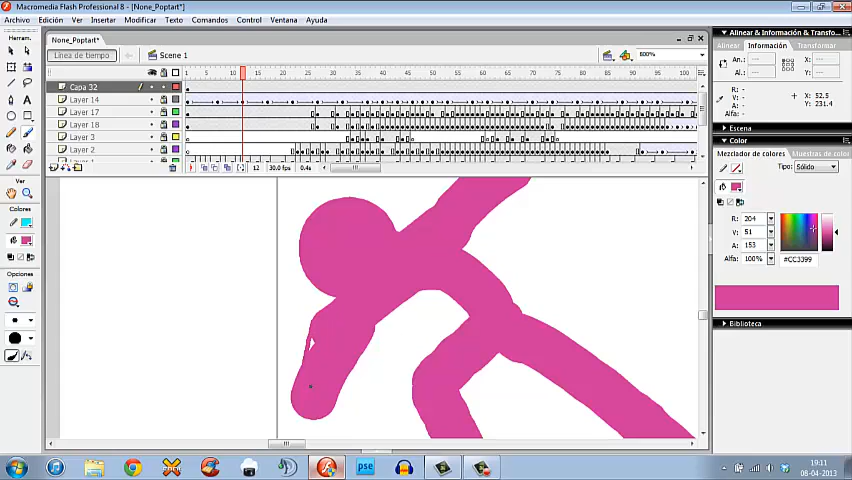 Macromedia Flash Professional 8 - [None_Poptart*]
Archivo Edición Ver Insertar Modificar Texto Comandos Control Ventana Ayuda
Herram.
None_Poptart*
Línea de tiempo Scene 1 800%
1 5 10 15 20 25 30 35 40 45 50 55 60 65 70 75 80 85 90 95 100
Capa 32
Layer 14
Layer 17
Layer 18
Layer 3
Layer 2
12 30.0 fps 0.4s
Ver
Colores
Opciones
Alinear & Información & Transfor...
Alinear Información Transformar
An.: X:
Al.: Y:
R: -
V: -
A: -
Alfa: -
X: 52.5
Y: 231.4
Escena
Color
Mezclador de colores Muestras de color
Tipo: Sólido
R: 204
V: 51
A: 153
Alfa: 100% #CC3399
Biblioteca
pse
19:11
08-04-2013